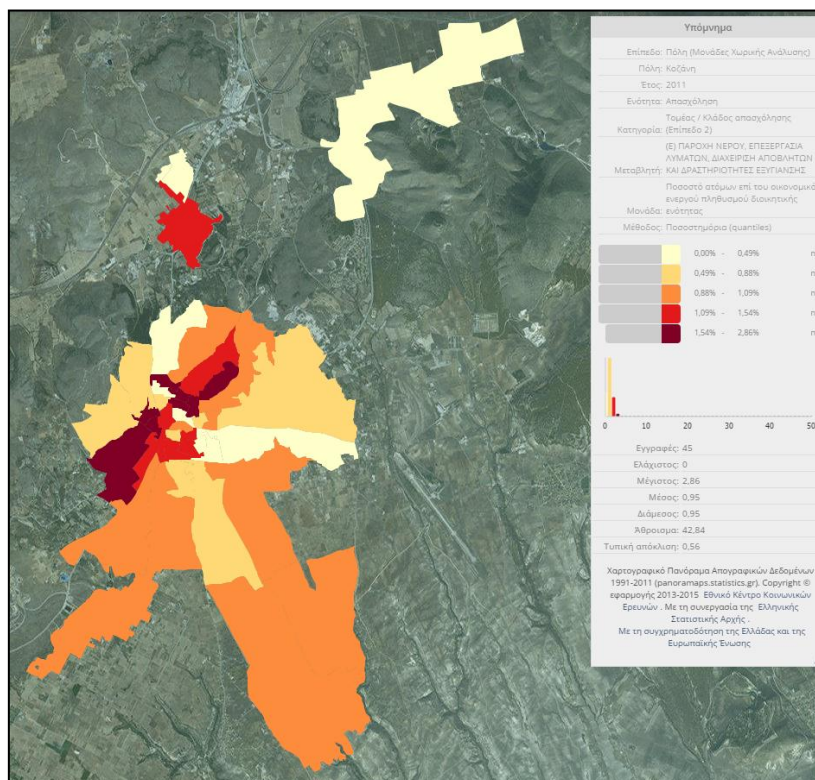 Υπόμνημα
Επίπεδο: Πόλη (Μονάδες Χωρικής Ανάλυσης)
Πόλη: Κοζάνη
Έτος: 2011
Ενότητα: Απασχόληση
Τομέας / Κλάδος απασχόλησης
Κατηγορία: (Επίπεδο 2)
(Ε) ΠΑΡΟΧΗ ΝΕΡΟΥ, ΕΠΕΞΕΡΓΑΣΙΑ
ΛΥΜΑΤΩΝ, ΔΙΑΧΕΙΡΙΣΗ ΑΠΟΒΛΗΤΩΝ
Μεταβλητή: ΚΑΙ ΔΡΑΣΤΗΡΙΟΤΗΤΕΣ ΕΞΥΓΙΑΝΣΗΣ
Ποσοστό ατόμων επί του οικονομικά
ενεργού πληθυσμού διοικητικής
Μονάδα: ενότητας
Μέθοδος: Ποσοστημόριο (quantiles)
0,00% - 0,49% n
0,49% - 0,88% n
0,88% - 1,09% n
1,09% - 1,54% n
1,54% - 2,86% n
0 10 20 30 40 50
Εγγραφές: 45
Ελάχιστος: 0
Μέγιστος: 2,86
Μέσος: 0,95
Διάμεσος: 0,95
Άθροισμα: 42,84
Τυπική απόκλιση: 0,56
Χαρτογραφικό Πανόραμα Απογραφικών Δεδομένων
1991-2011 (panoramaps.statistics.gr). Copyright ©
εφαρμογής 2013-2015 Εθνικό Κέντρο Κοινωνικών
Ερευνών . Με τη συνεργασία της Ελληνικής
Στατιστικής Αρχής .
Με τη συγχρηματοδότηση της Ελλάδας και της
Ευρωπαϊκής Ένωσης